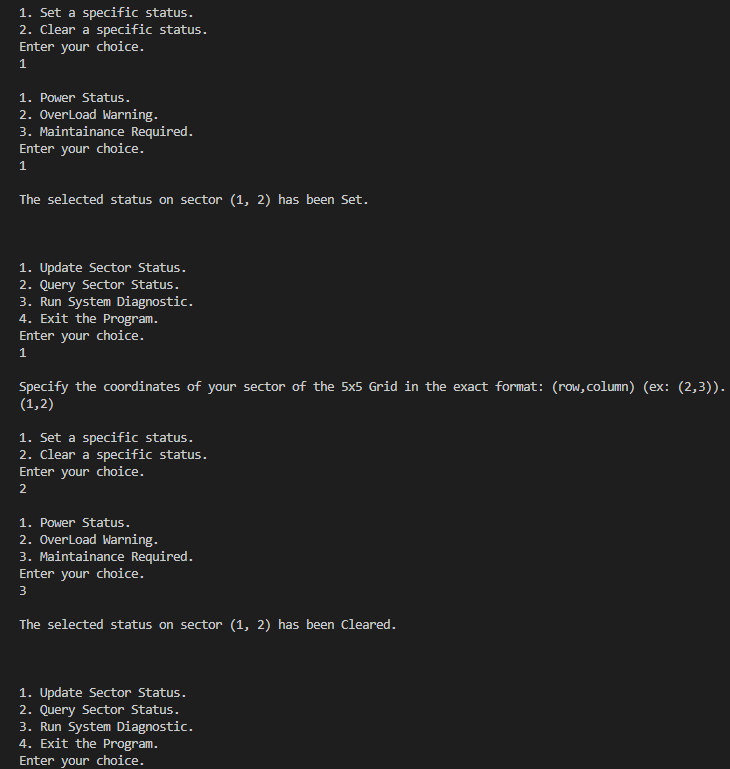 1. Set a specific status.
2. Clear a specific status.
Enter your choice.
1
1. Power Status.
2. OverLoad Warning.
3. Maintainance Required.
Enter your choice.
1
The selected status on sector (1, 2) has been Set.
1. Update Sector Status.
2. Query Sector Status.
3. Run System Diagnostic.
4. Exit the Program.
Enter your choice.
1
Specify the coordinates of your sector of the 5x5 Grid in the exact format: (row,column) (ex: (2,3)).
(1,2)
1. Set a specific status.
2. Clear a specific status.
Enter your choice.
2
1. Power Status.
2. OverLoad Warning.
3. Maintainance Required.
Enter your choice.
3
The selected status on sector (1, 2) has been Cleared.
1. Update Sector Status.
2. Query Sector Status.
3. Run System Diagnostic.
4. Exit the Program.
Enter your choice.